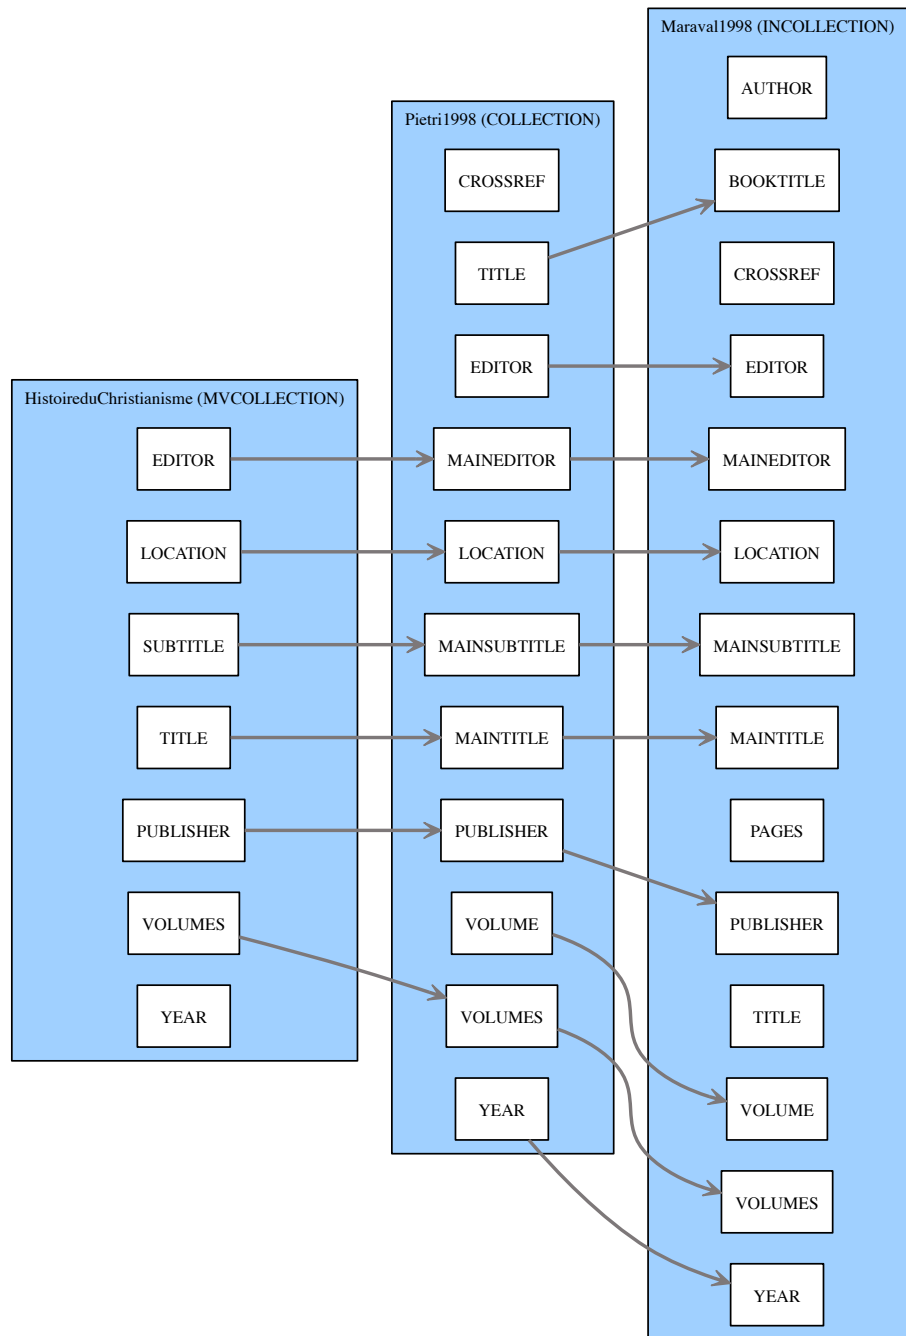 HistoireduChristianisme (MVCOLLECTION)
EDITOR
LOCATION
SUBTITLE
TITLE
PUBLISHER
VOLUMES
YEAR
Pietri1998 (COLLECTION)
CROSSREF
TITLE
EDITOR
MAINEDITOR
LOCATION
MAINSUBTITLE
MAINTITLE
PUBLISHER
VOLUME
VOLUMES
YEAR
Maraval1998 (INCOLLECTION)
AUTHOR
BOOKTITLE
CROSSREF
EDITOR
MAINEDITOR
LOCATION
MAINSUBTITLE
MAINTITLE
PAGES
PUBLISHER
TITLE
VOLUME
VOLUMES
YEAR